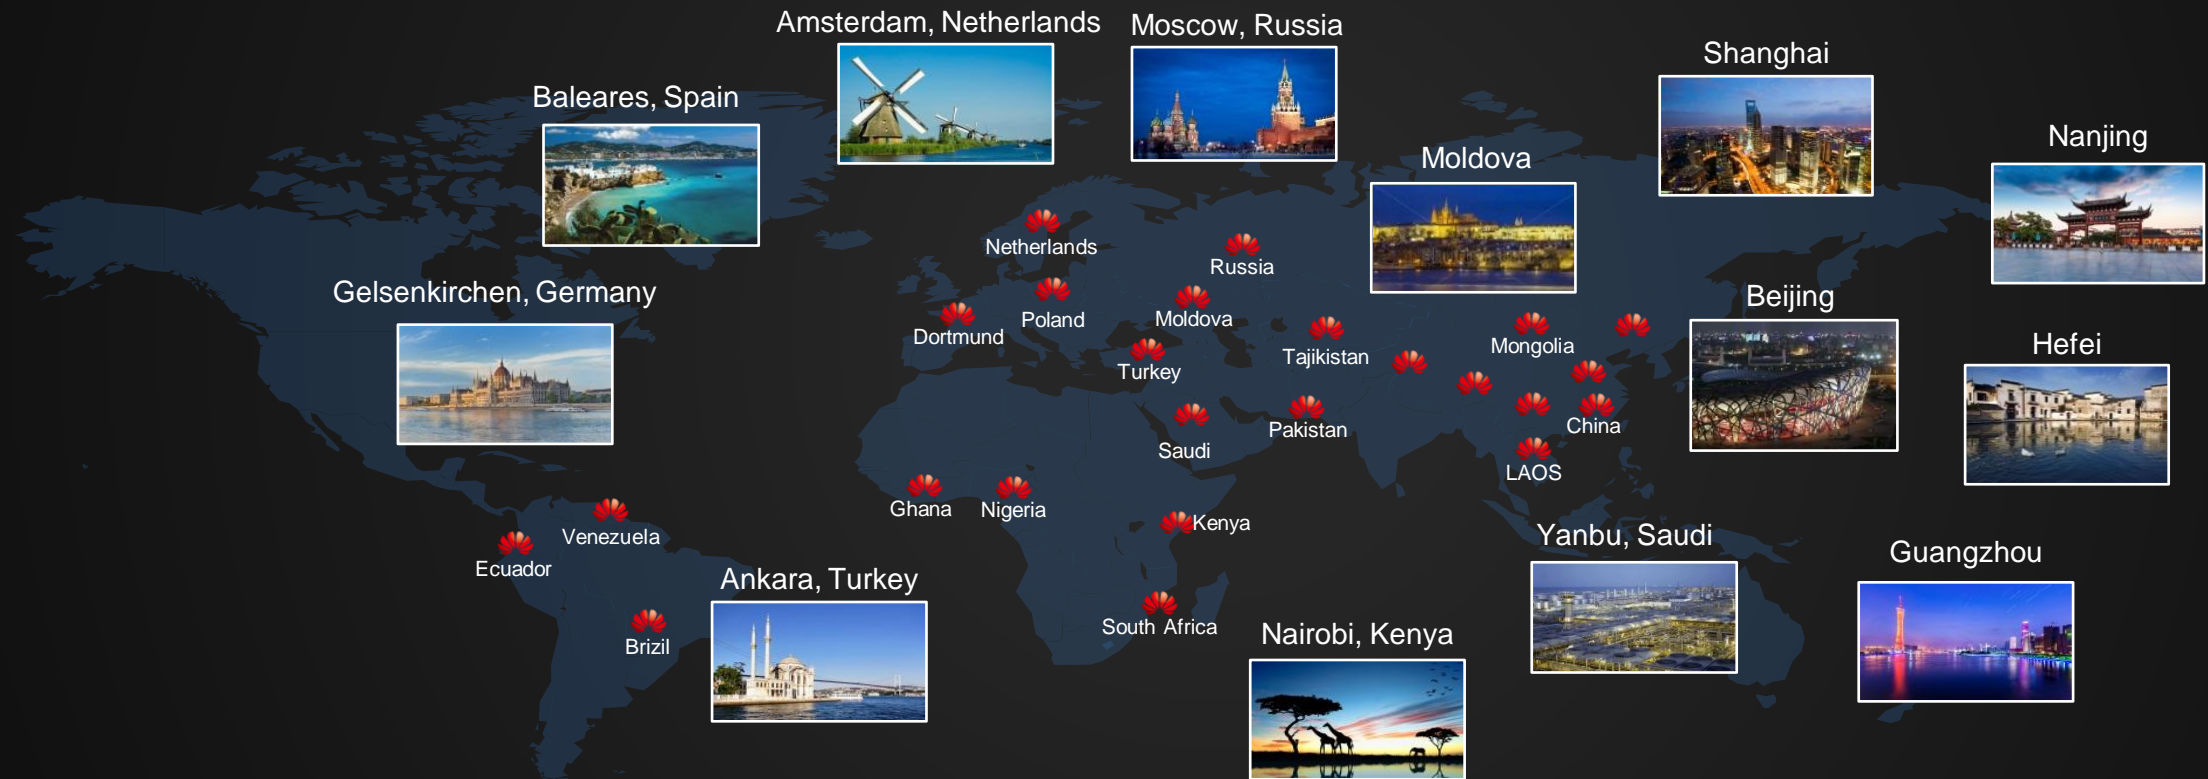 Amsterdam, Netherlands
Moscow, Russia
Shanghai
Baleares, Spain
Nanjing
Moldova
Netherlands
Russia
Gelsenkirchen, Germany
Beijing
Poland
Moldova
Dortmund
Mongolia
Hefei
Tajikistan
Turkey
China
Pakistan
Saudi
LAOS
Ghana
Nigeria
Kenya
Venezuela
Yanbu, Saudi
Guangzhou
Ecuador
Ankara, Turkey
South Africa
Nairobi, Kenya
Brizil